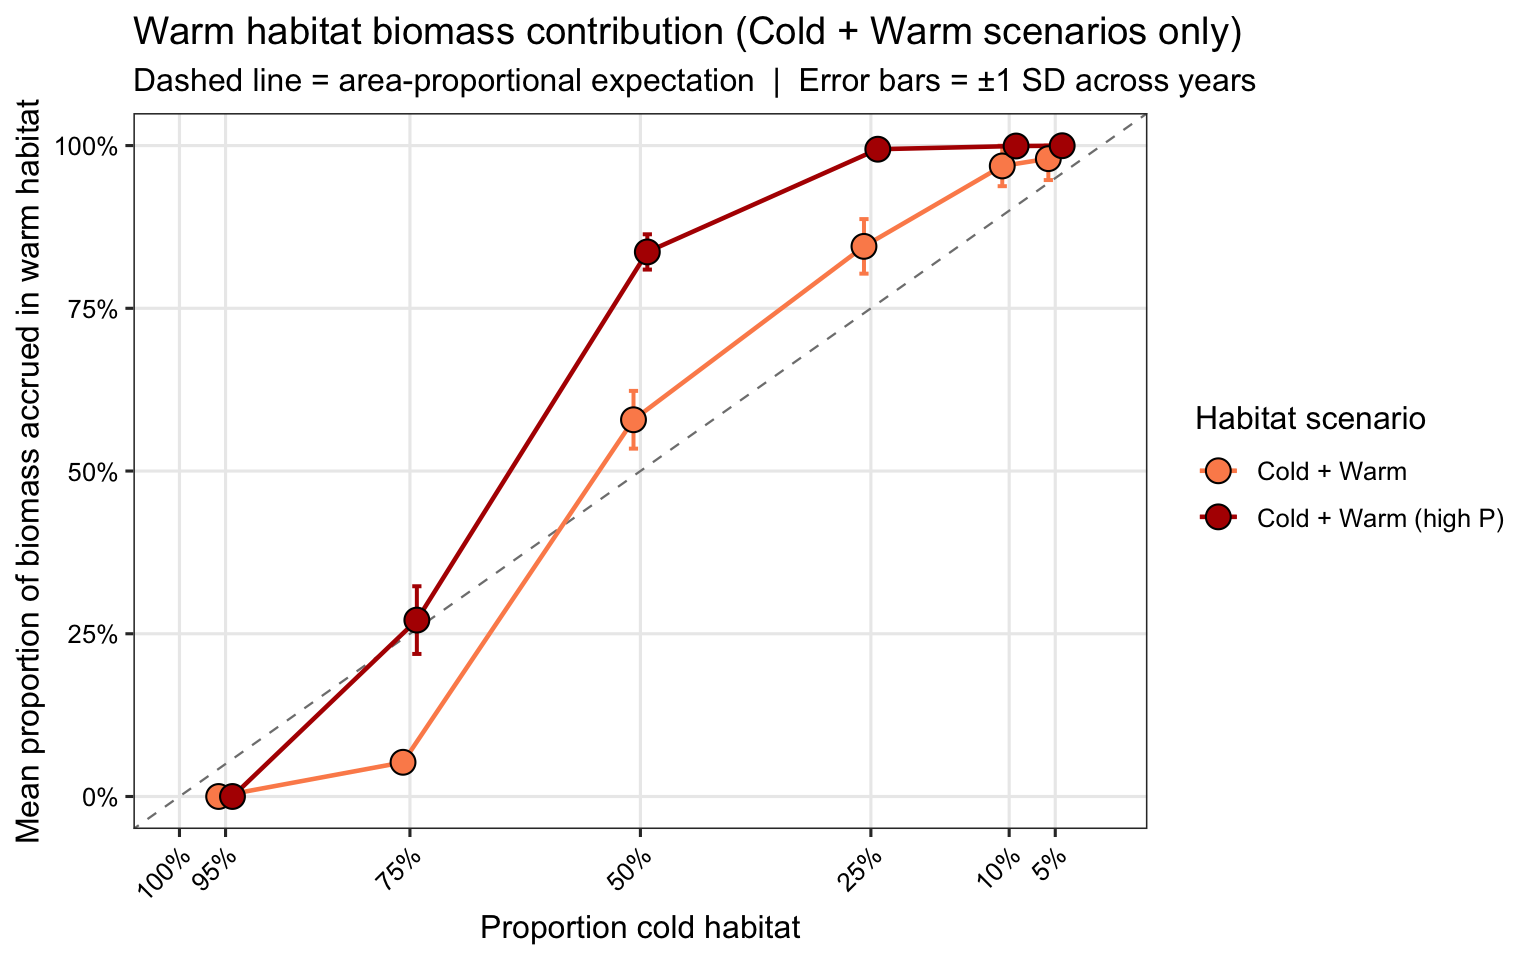 Warm habitat biomass contribution (Cold + Warm scenarios only)
Dashed line = area-proportional expectation | Error bars = ±1 SD across years
Mean proportion of biomass accrued in warm habitat
100%
75%
50%
25%
0%
100%
95%
75%
50%
25%
10%
5%
Proportion cold habitat
Habitat scenario
Cold + Warm
Cold + Warm (high P)